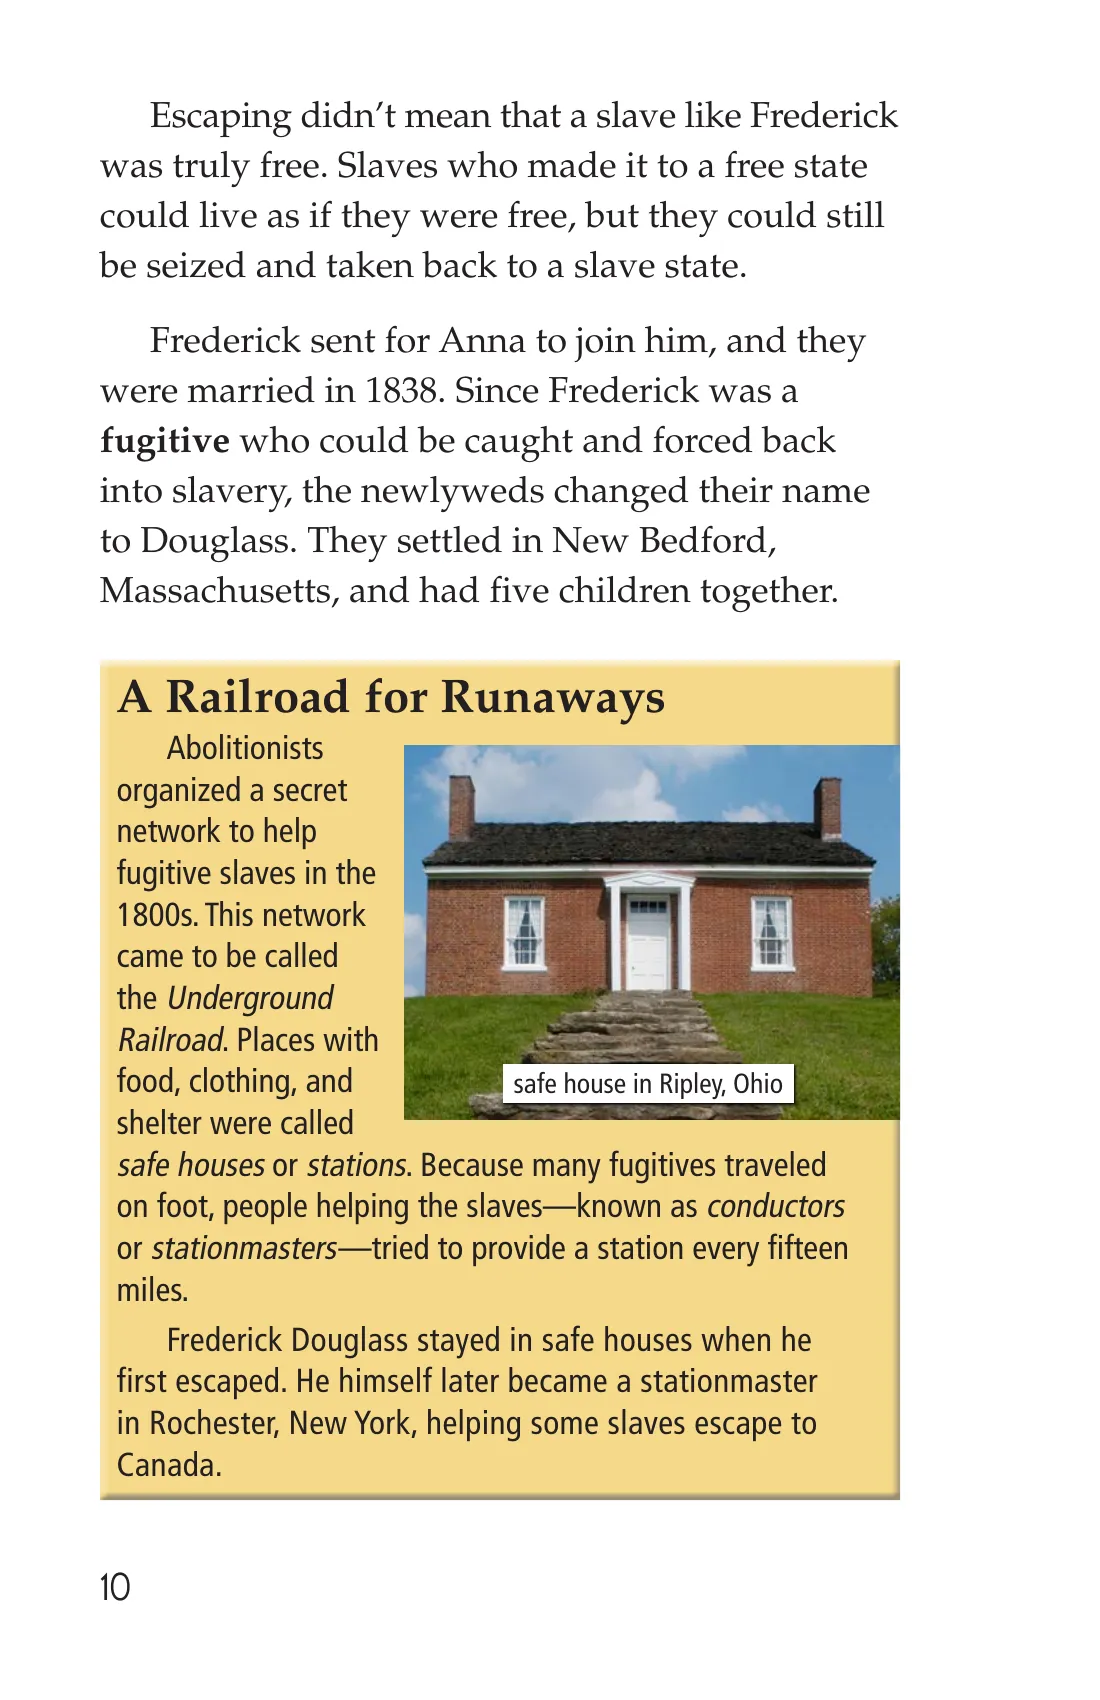 Escaping didn’t mean that a slave like Frederick
was truly free. Slaves who made it to a free state
could live as if they were free, but they could still
be seized and taken back to a slave state.
Frederick sent for Anna to join him, and they
were married in 1838. Since Frederick was a
fugitive who could be caught and forced back
into slavery, the newlyweds changed their name
to Douglass. They settled in New Bedford,
Massachusetts, and had five children together.
A Railroad for Runaways
Abolitionists
organized a secret
network to help
fugitive slaves in the
1800s. This network
came to be called
the Underground
Railroad. Places with
food, clothing, and
shelter were called
safe houses or stations. Because many fugitives traveled
on foot, people helping the slaves—known as conductors
or stationmasters—tried to provide a station every fifteen
miles.
Frederick Douglass stayed in safe houses when he
first escaped. He himself later became a stationmaster
in Rochester, New York, helping some slaves escape to
Canada.
safe house in Ripley, Ohio
10